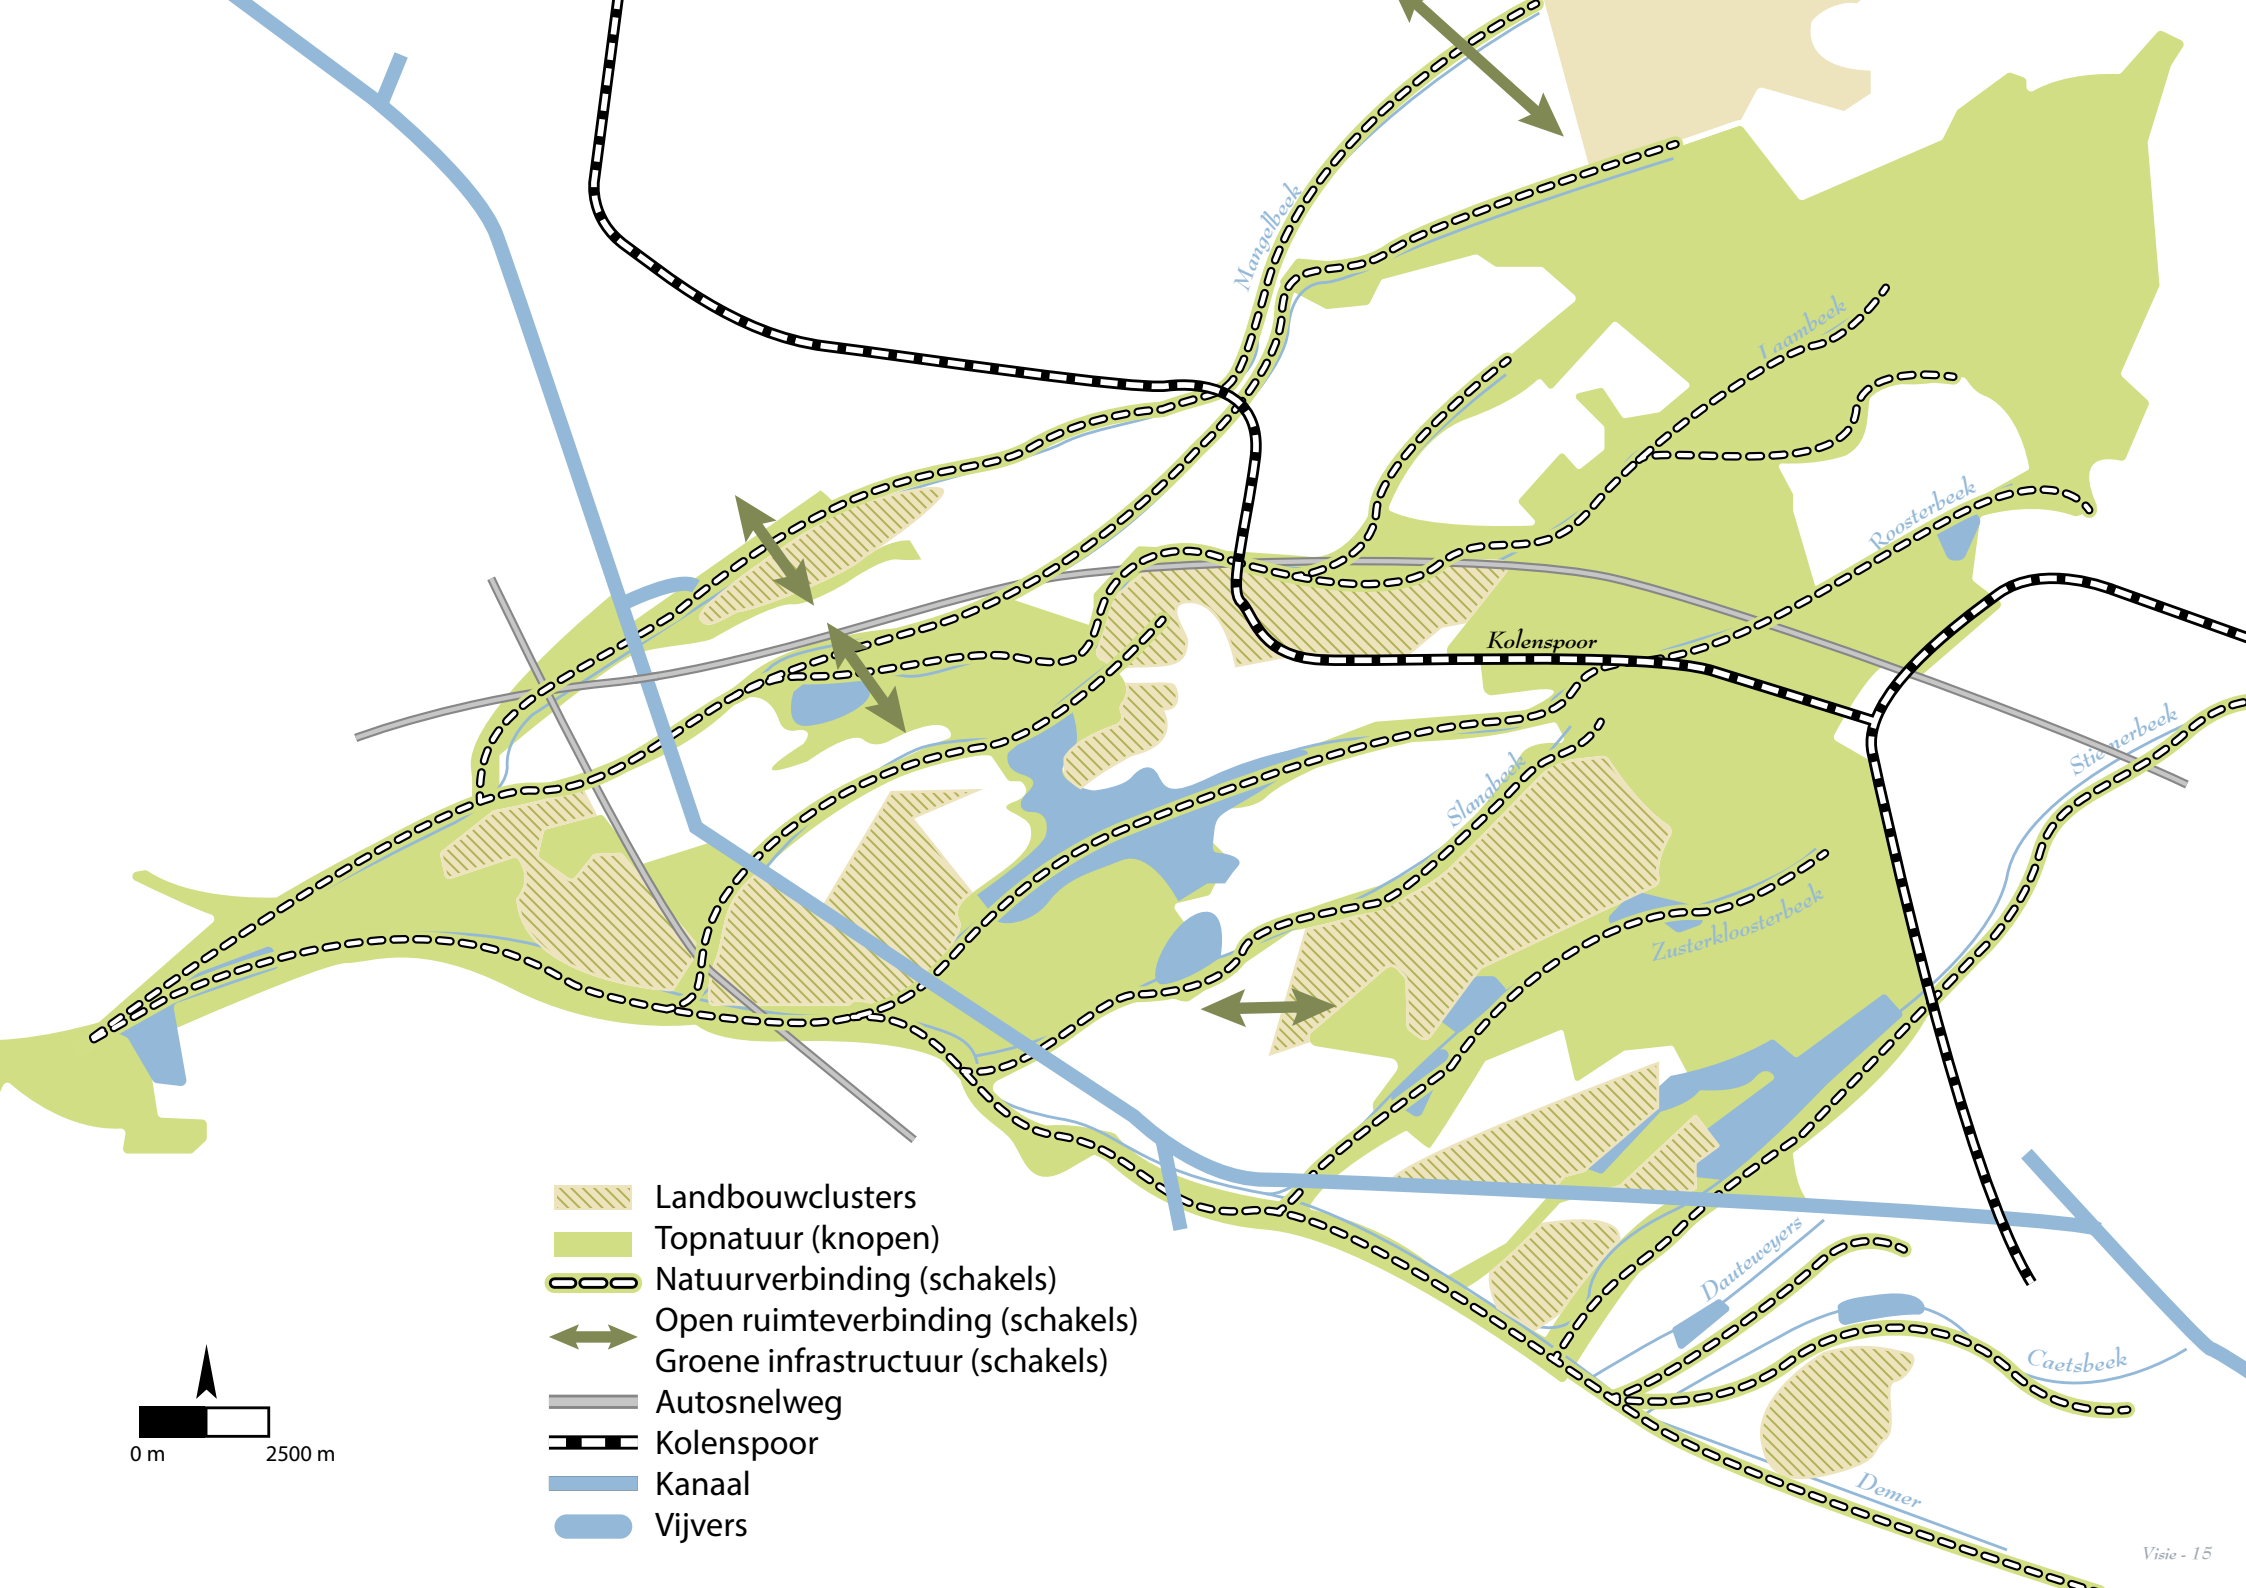 Mangelbeek
Laambeek
Roosterbeek
Kolenspoor
Stiemerbeek
Slangbeek
Zusterkloosterbeek
Dauteweyers
Caetsbeek
Demer
Landbouwclusters
Topnatuur (knopen)
Natuurverbinding (schakels)
Open ruimteverbinding (schakels)
Groene infrastructuur (schakels)
Autosnelweg
Kolenspoor
Kanaal
Vijvers
0 m 2500 m
Visie - 15